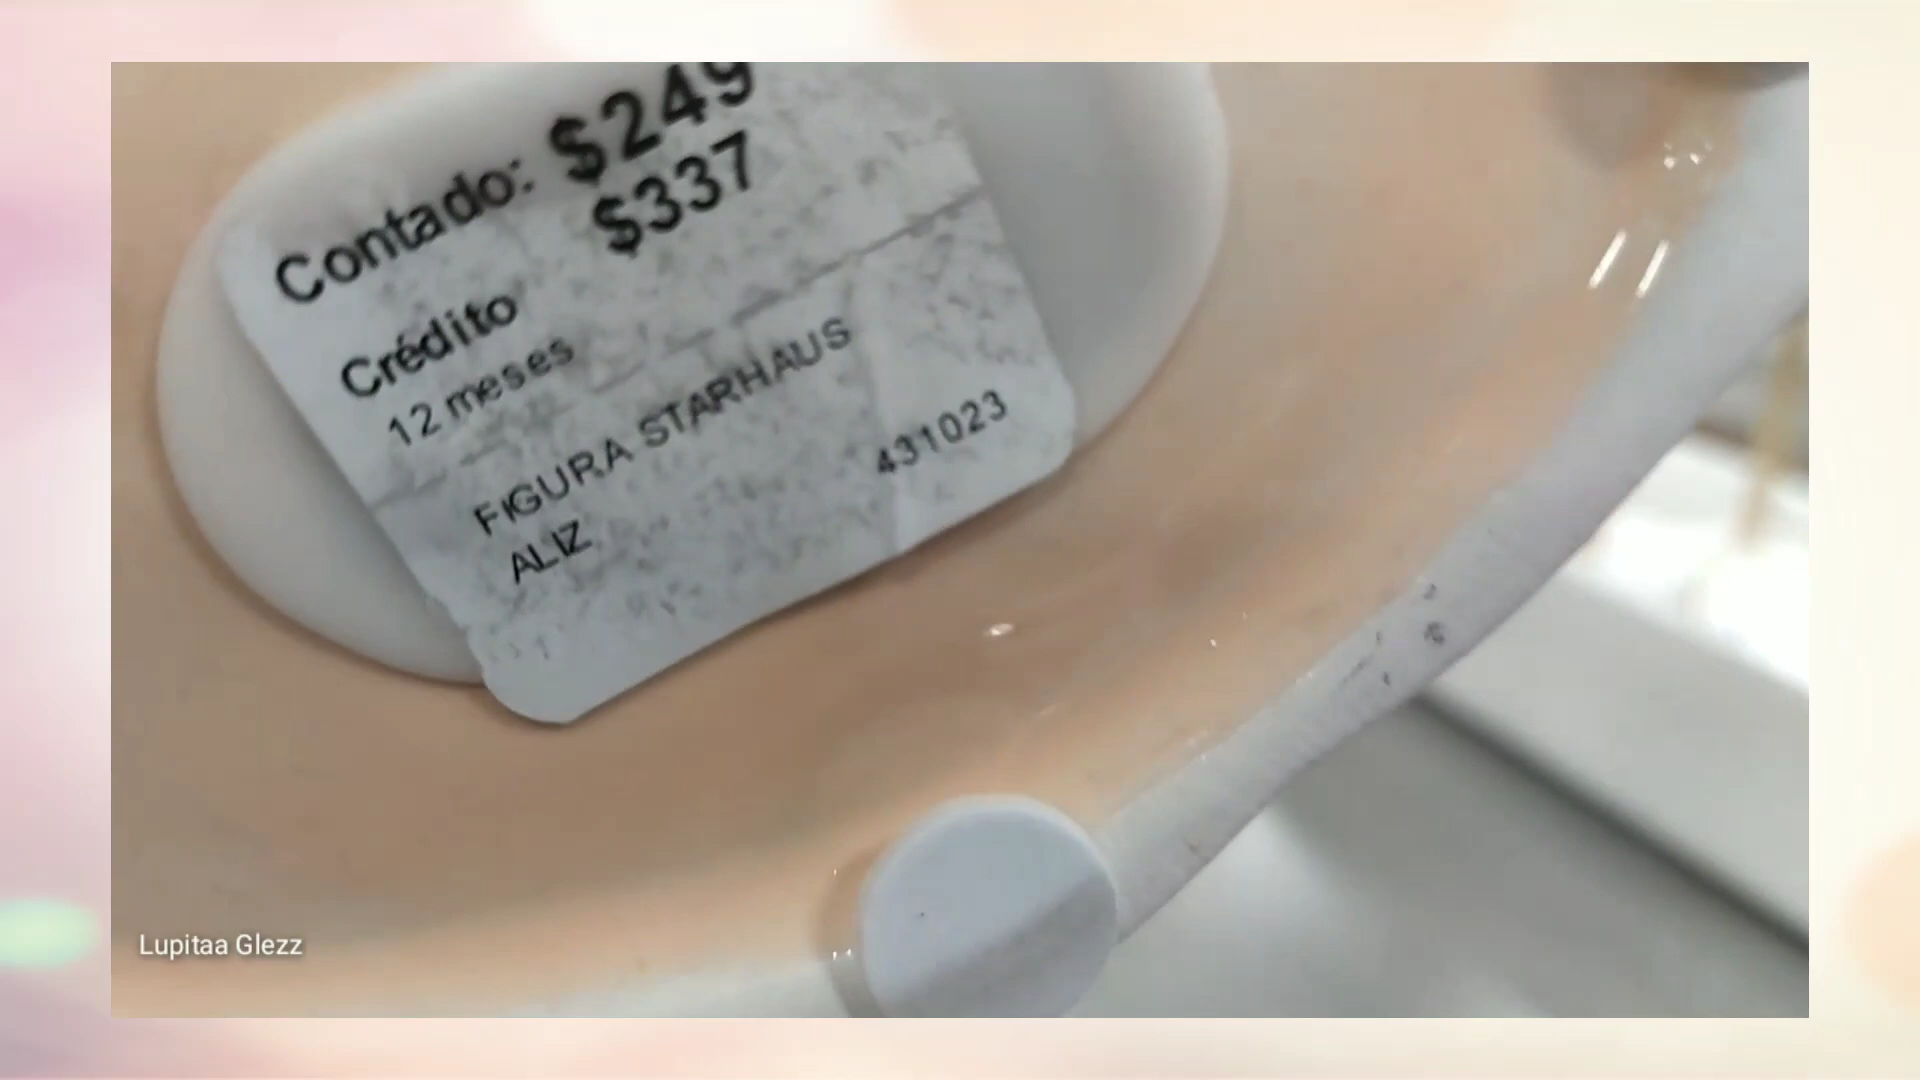 Contado: $249
$337
Crédito
12 meses
FIGURA STARHAUS
ALIZ
431023
Lupitaa Glezz